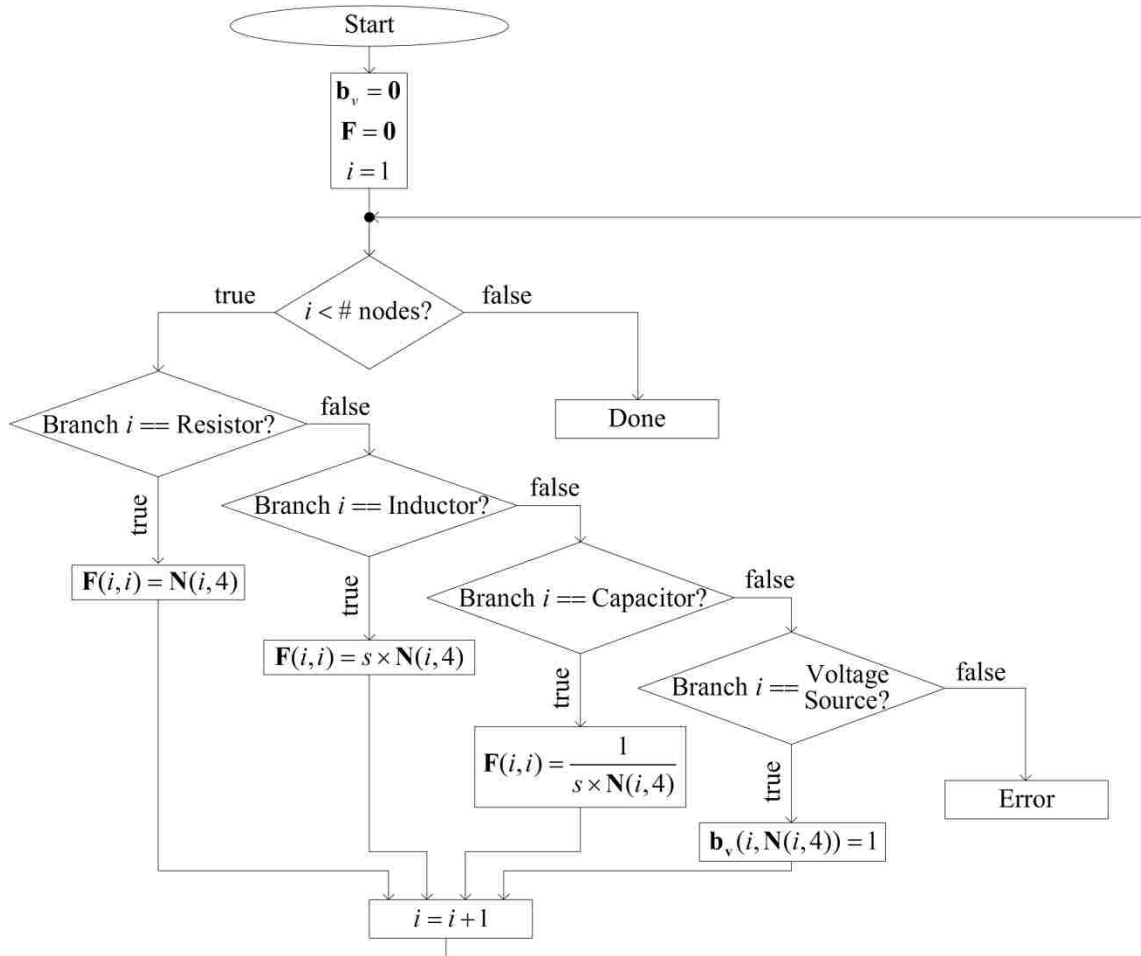 Start
b_v = 0
F = 0
i = 1
true
i < # nodes?
false
Branch i == Resistor?
false
Done
true
Branch i == Inductor?
false
F(i,i) = N(i,4)
true
Branch i == Capacitor?
false
F(i,i) = s × N(i,4)
true
Branch i == Voltage
Source?
false
F(i,i) = 1
s × N(i,4)
true
Error
b_v(i, N(i,4)) = 1
i = i + 1